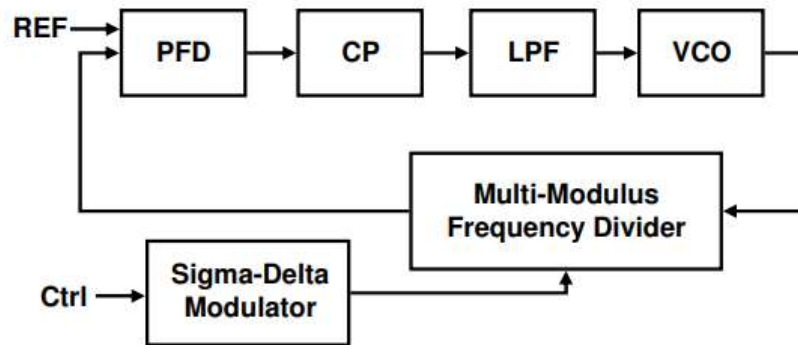 REF
PFD
CP
LPF
VCO
Multi-Modulus
Frequency Divider
Sigma-Delta
Modulator
Ctrl